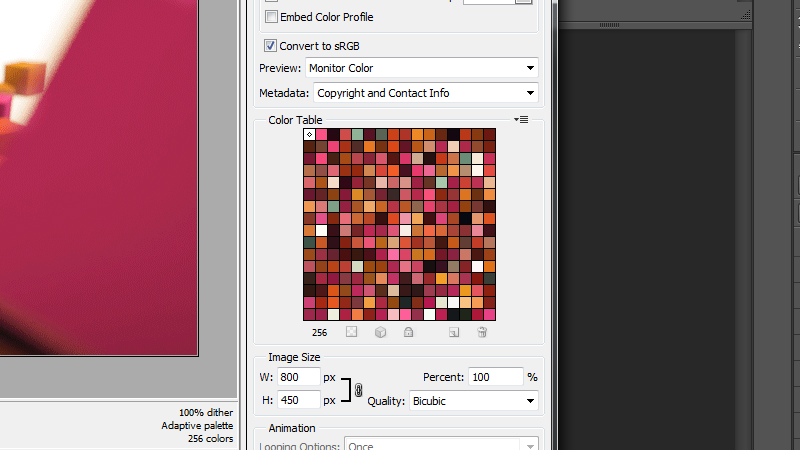 Embed Color Profile
Convert to sRGB
Preview: Monitor Color
Metadata: Copyright and Contact Info
Color Table
256
Image Size
W: 800 px Percent: 100 %
H: 450 px Quality: Bicubic
100% dither
Adaptive palette
256 colors
Animation
Looping Options: Once